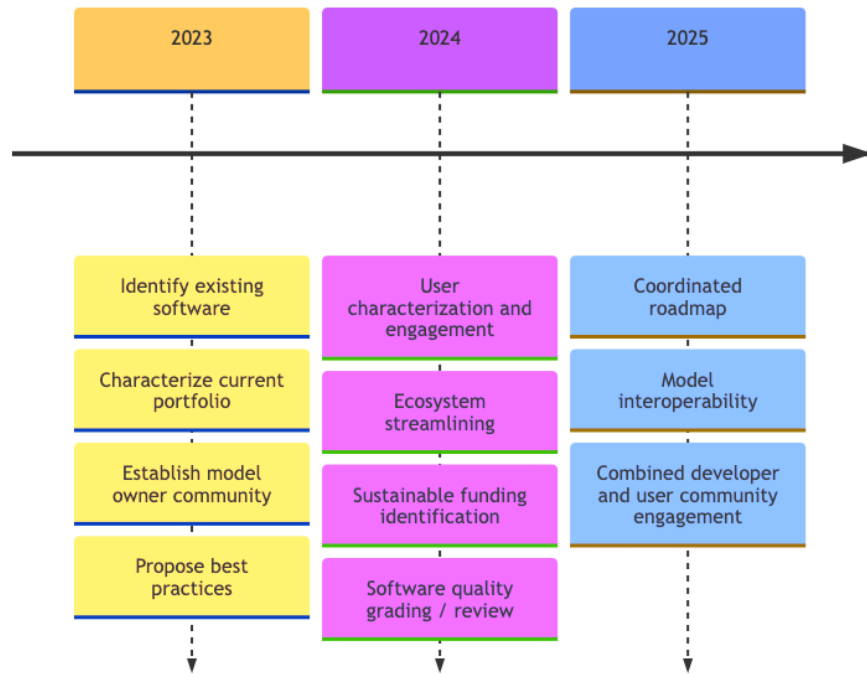 2023
2024
2025
Identify existing
software
Characterize current
portfolio
Establish model
owner community
Propose best
practices
User
characterization and
engagement
Ecosystem
streamlining
Sustainable funding
identification
Software quality
grading / review
Coordinated
roadmap
Model
interoperability
Combined developer
and user community
engagement